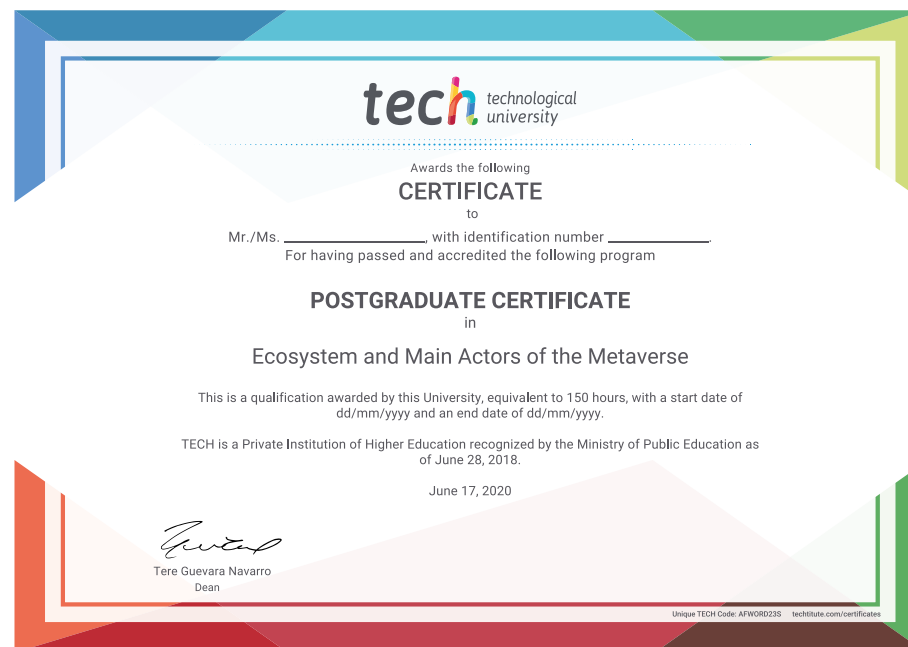 tech technological
university
Awards the following
CERTIFICATE
to
Mr./Ms. ____________, with identification number ____________.
For having passed and accredited the following program
POSTGRADUATE CERTIFICATE
in
Ecosystem and Main Actors of the Metaverse
This is a qualification awarded by this University, equivalent to 150 hours, with a start date of
dd/mm/yyyy and an end date of dd/mm/yyyy.
TECH is a Private Institution of Higher Education recognized by the Ministry of Public Education as
of June 28, 2018.
June 17, 2020
Tere Guevara Navarro
Dean
Unique TECH Code: AFWORD23S techtitute.com/certificates